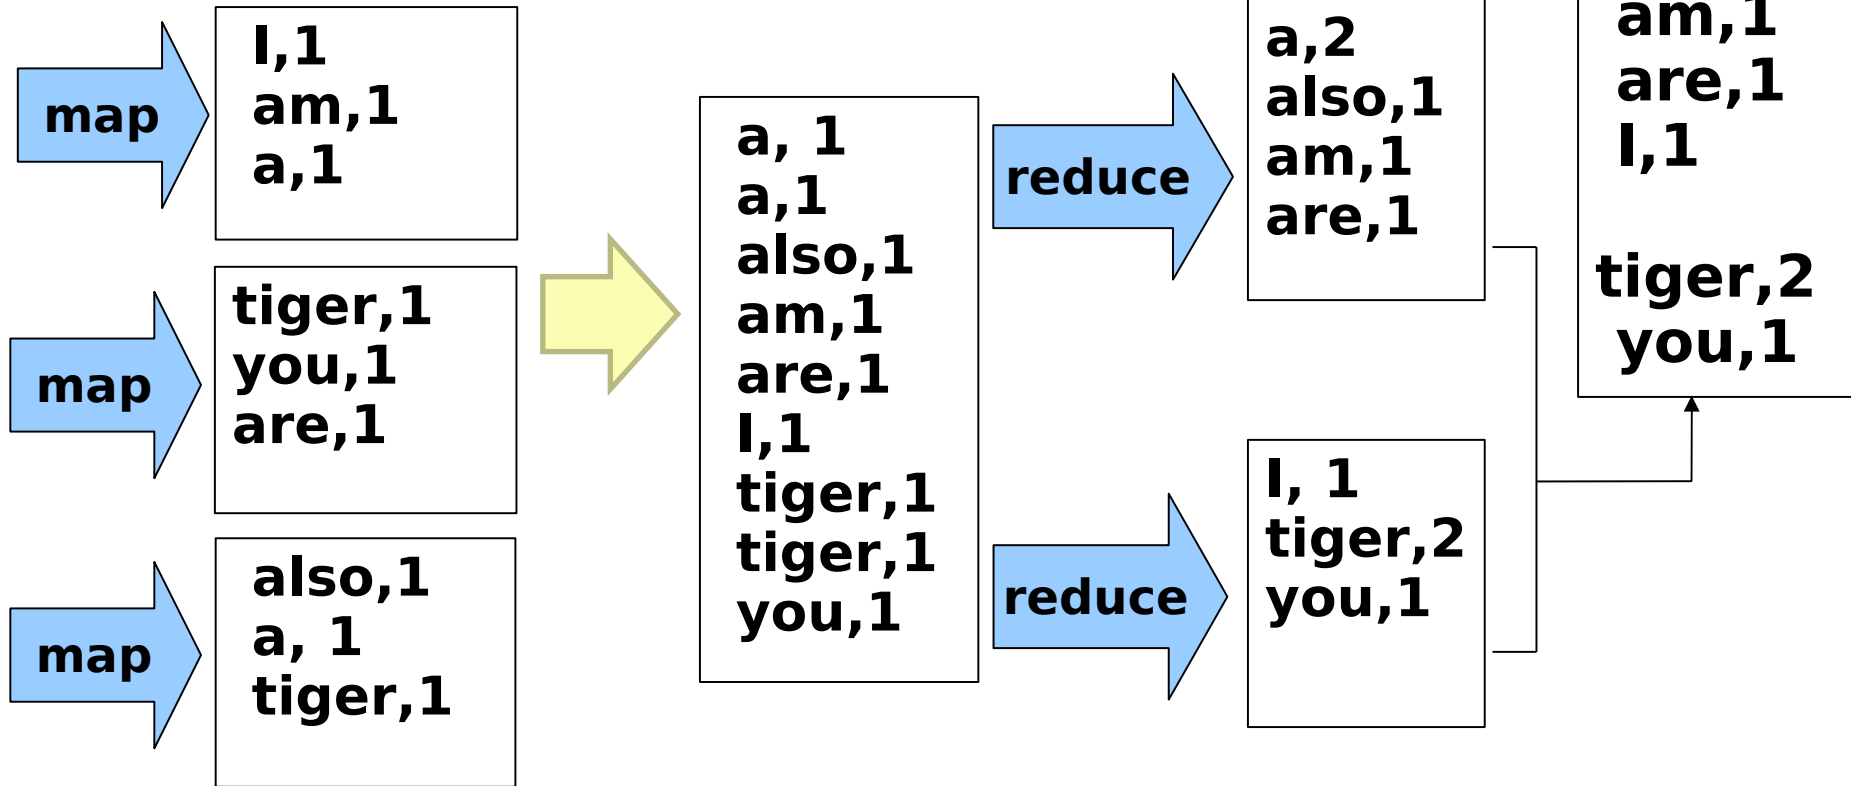 map
I,1
am,1
a,1
map
tiger,1
you,1
are,1
map
also,1
a, 1
tiger,1
a, 1
a,1
also,1
am,1
are,1
I,1
tiger,1
tiger,1
you,1
reduce
a,2
also,1
am,1
are,1
reduce
I, 1
tiger,2
you,1
am,1
are,1
I,1
tiger,2
you,1